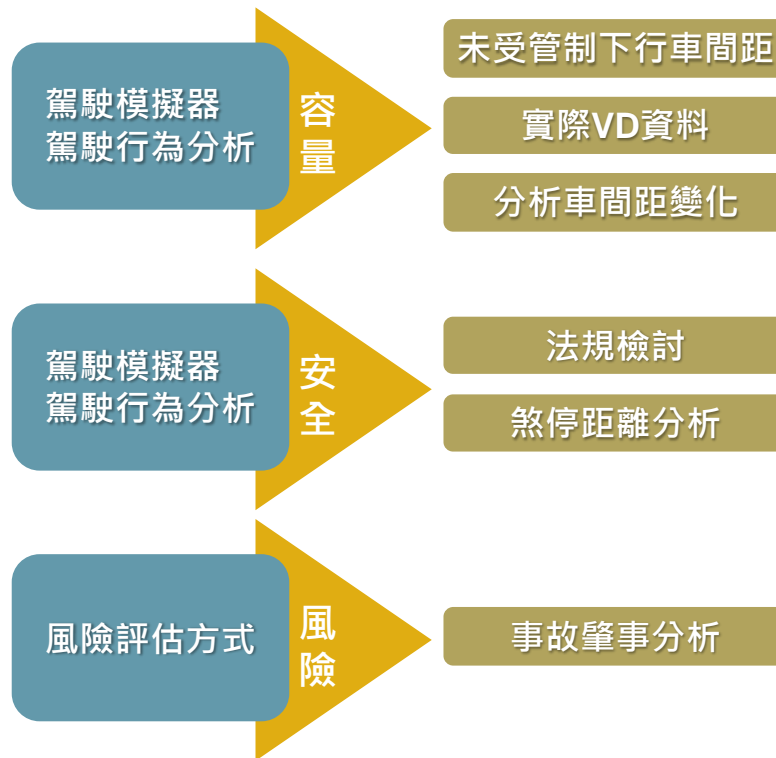 駕駛模擬器
駕駛行為分析
容
量
未受管制下行車間距
實際VD資料
分析車間距變化
駕駛模擬器
駕駛行為分析
安
全
法規檢討
煞停距離分析
風險評估方式
風
險
事故肇事分析